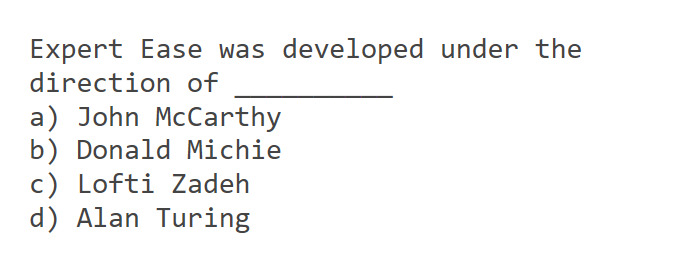 Expert Ease was developed under the
direction of __________
a) John McCarthy
b) Donald Michie
c) Lofti Zadeh
d) Alan Turing